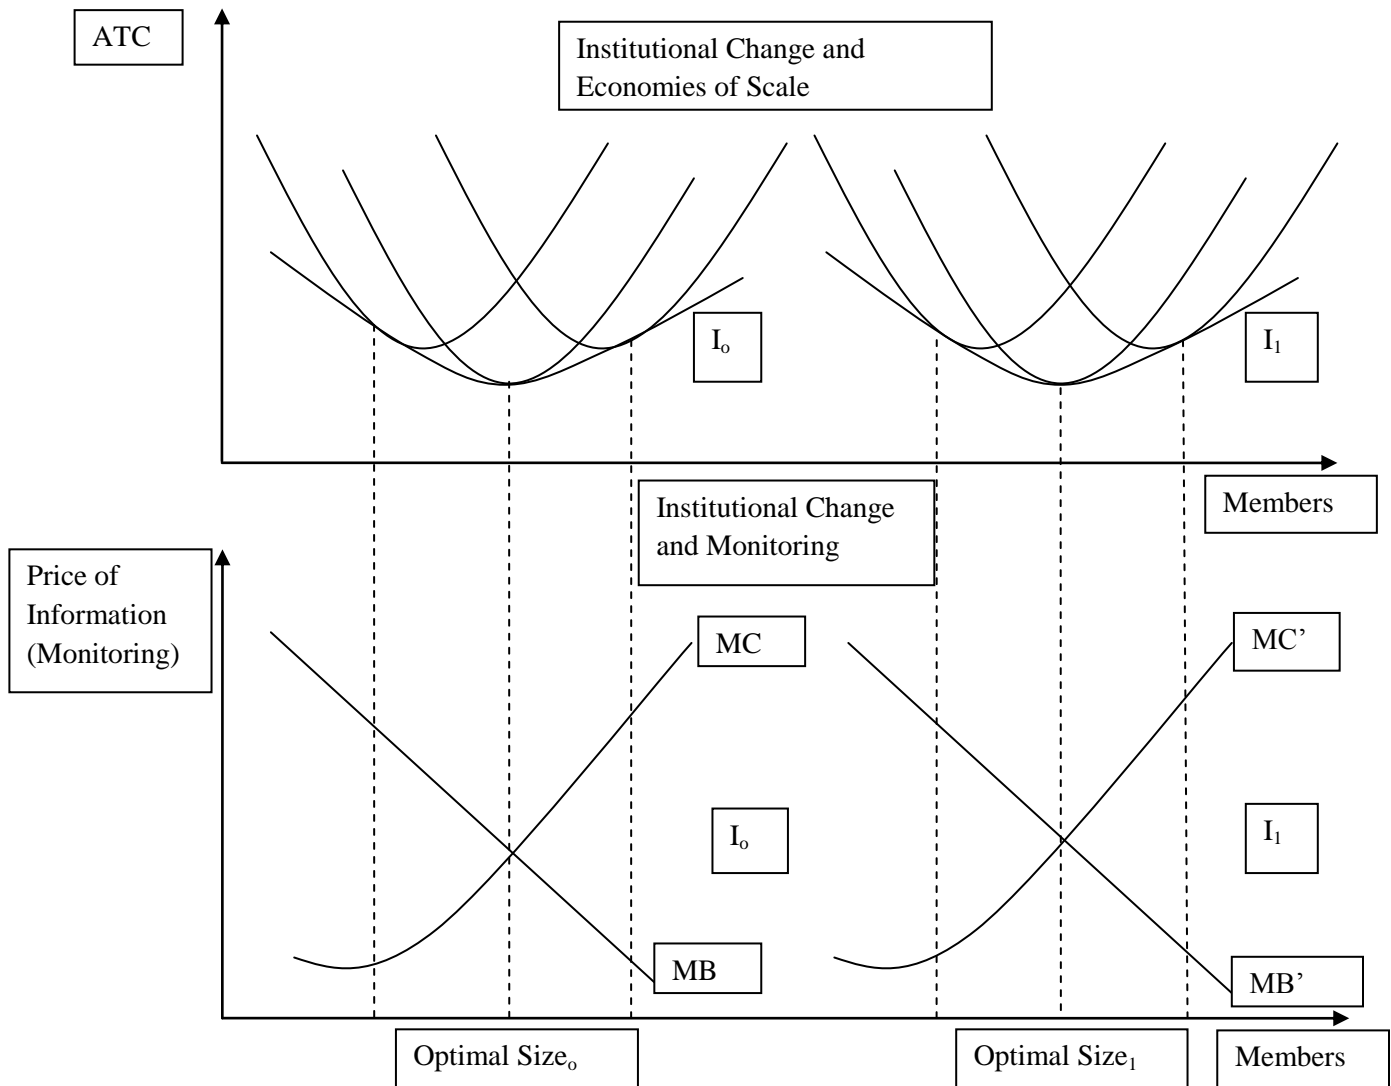 ATC
Institutional Change and
Economies of Scale
Iₒ
I₁
Members
Institutional Change
and Monitoring
Price of
Information
(Monitoring)
MC
MC’
Iₒ
I₁
MB
MB’
Optimal Sizeₒ
Optimal Size₁
Members